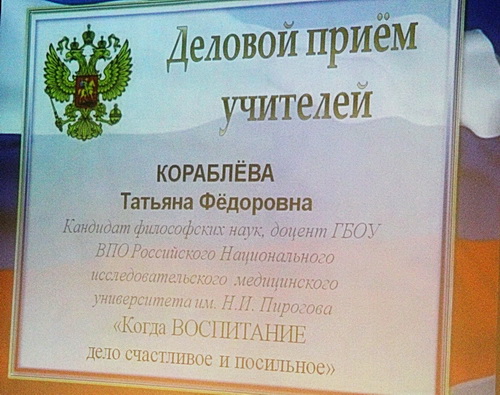 Деловой приём
учителей
КОРАБЛЁВА
Татьяна Фёдоровна
Кандидат философских наук, доцент ГБОУ
ВПО Российского Национального
исследовательского медицинского
университета им. Н.И. Пирогова
«Когда ВОСПИТАНИЕ
дело счастливое и посильное»